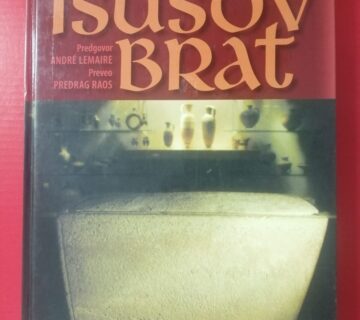 ISUSOV
Predgovor
ANDRÉ LEMAIRE
Preveo
PREDRAG RAOS
BRAT